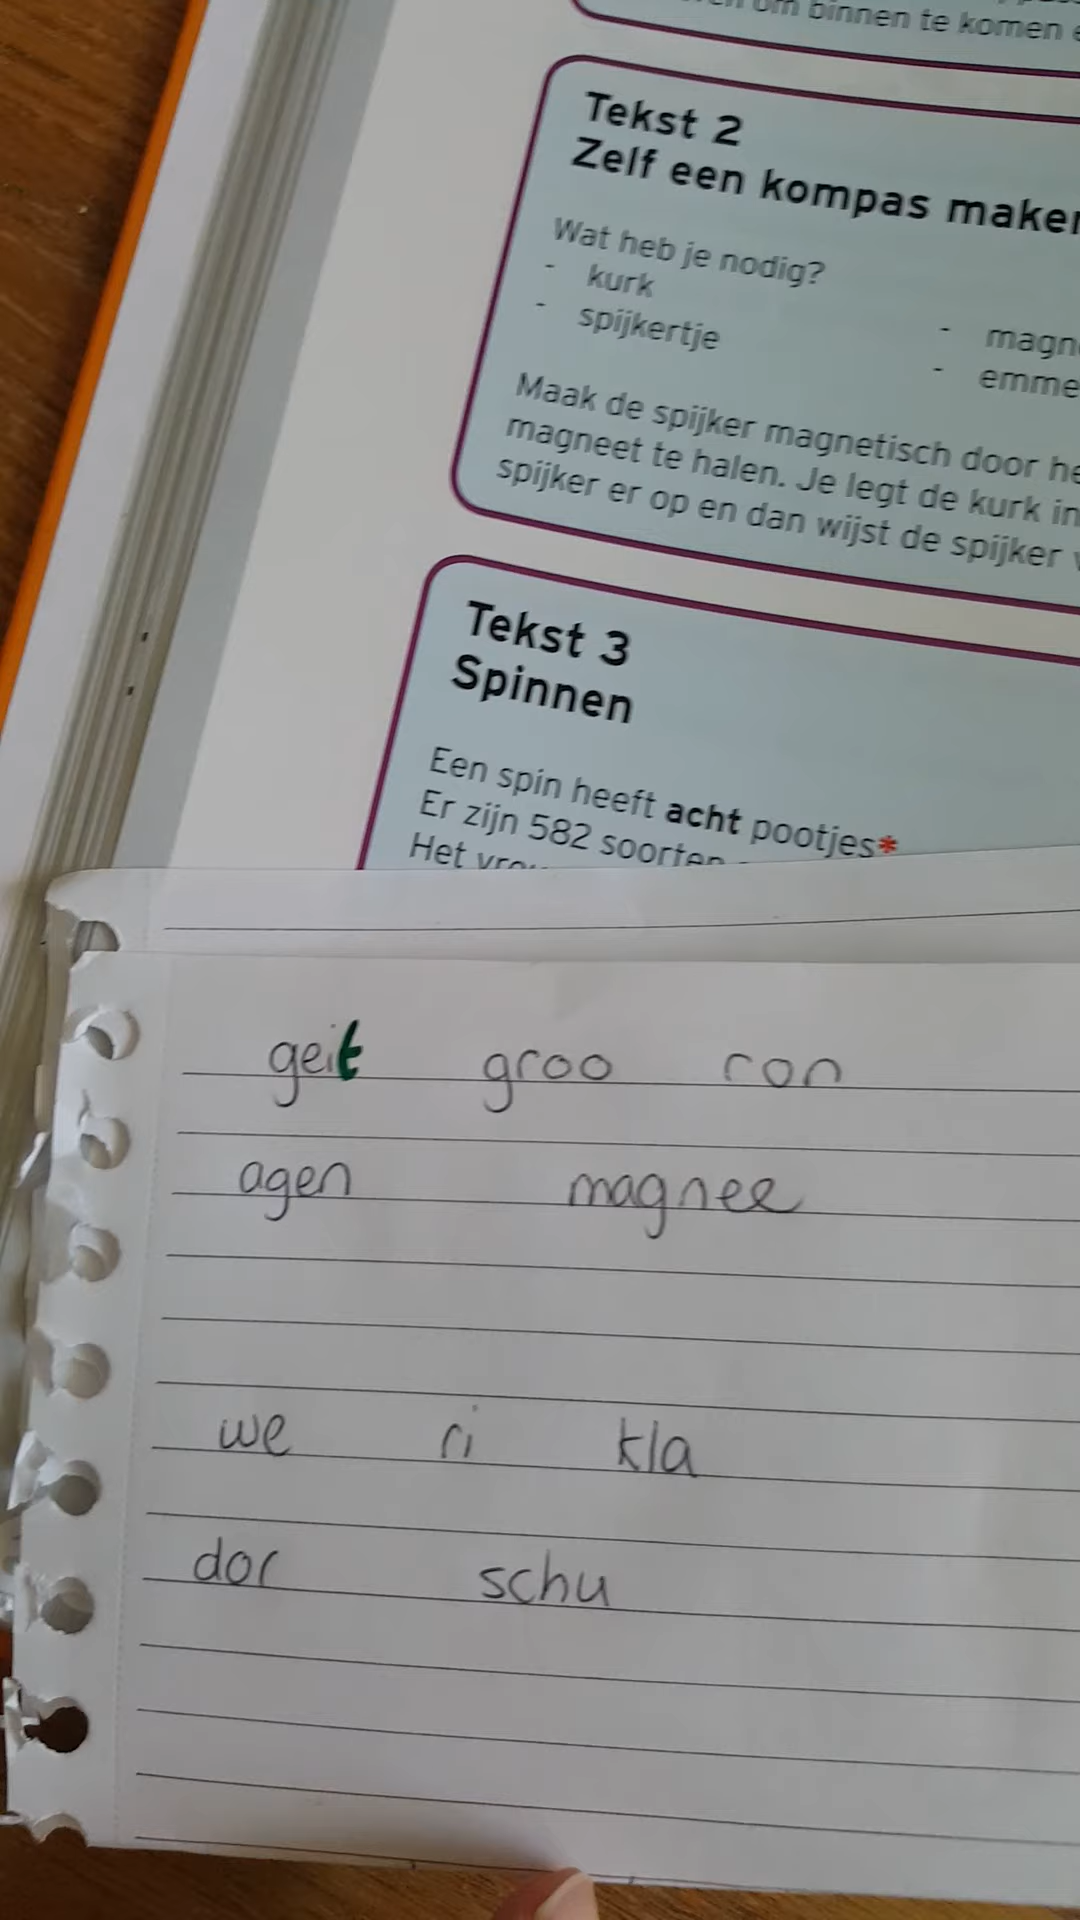 om binnen te komen
Tekst 2
Zelf een kompas make
Wat heb je nodig?
- kurk
- spijkertje
- magn
- emme
Maak de spijker magnetisch door he
magneet te halen. Je legt de kurk in
spijker er op en dan wijst de spijker
Tekst 3
Spinnen
Een spin heeft acht pootjes*
Er zijn 582 soorten
Het
geit groo ron
agen magnee
we ri kla
dor schu